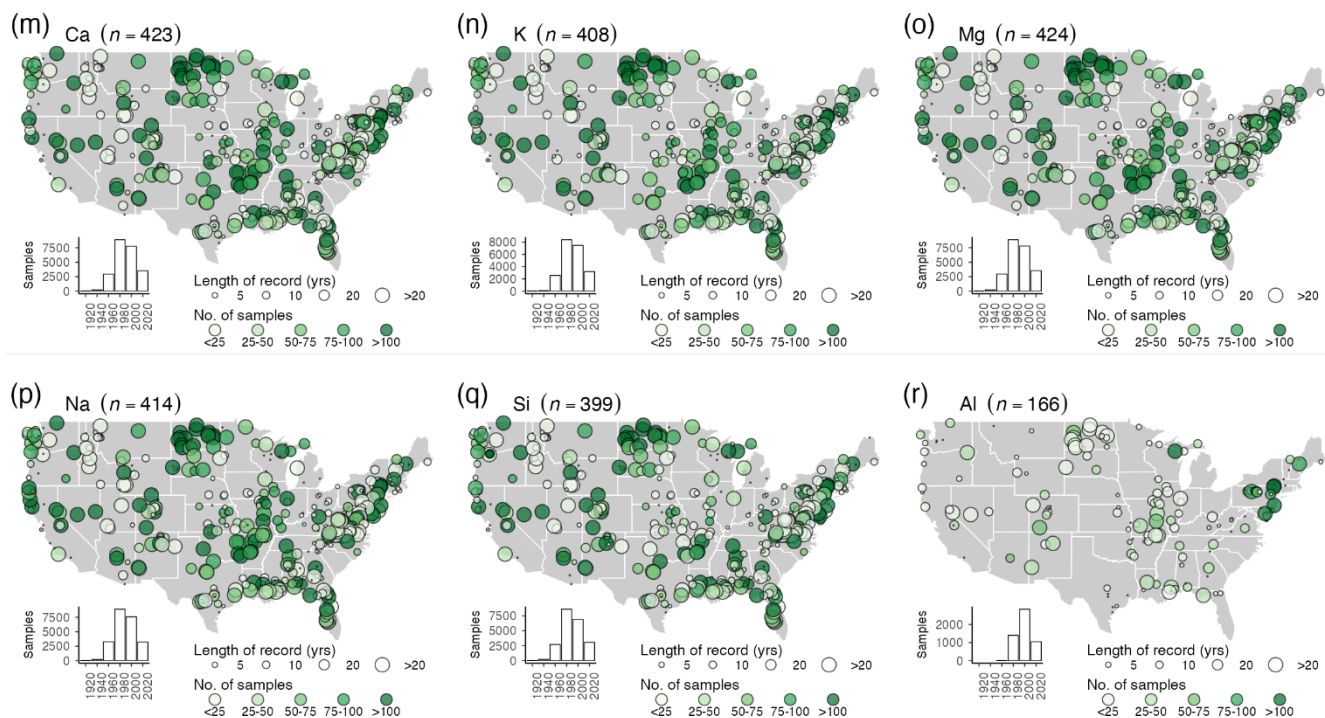 (m) Ca (n = 423)
7500
5000
2500
0
Samples
1920
1940
1960
1980
2000
2020
Length of record (yrs)
5 10 20 >20
No. of samples
<25 25-50 50-75 75-100 >100
(n) K (n = 408)
8000
6000
4000
2000
0
Samples
1920
1940
1960
1980
2000
2020
Length of record (yrs)
5 10 20 >20
No. of samples
<25 25-50 50-75 75-100 >100
(o) Mg (n = 424)
7500
5000
2500
0
Samples
1920
1940
1960
1980
2000
2020
Length of record (yrs)
5 10 20 >20
No. of samples
<25 25-50 50-75 75-100 >100
(p) Na (n = 414)
7500
5000
2500
0
Samples
1920
1940
1960
1980
2000
2020
Length of record (yrs)
5 10 20 >20
No. of samples
<25 25-50 50-75 75-100 >100
(q) Si (n = 399)
7500
5000
2500
0
Samples
1920
1940
1960
1980
2000
2020
Length of record (yrs)
5 10 20 >20
No. of samples
<25 25-50 50-75 75-100 >100
(r) Al (n = 166)
2000
1000
0
Samples
1920
1940
1960
1980
2000
2020
Length of record (yrs)
5 10 20 >20
No. of samples
<25 25-50 50-75 75-100 >100